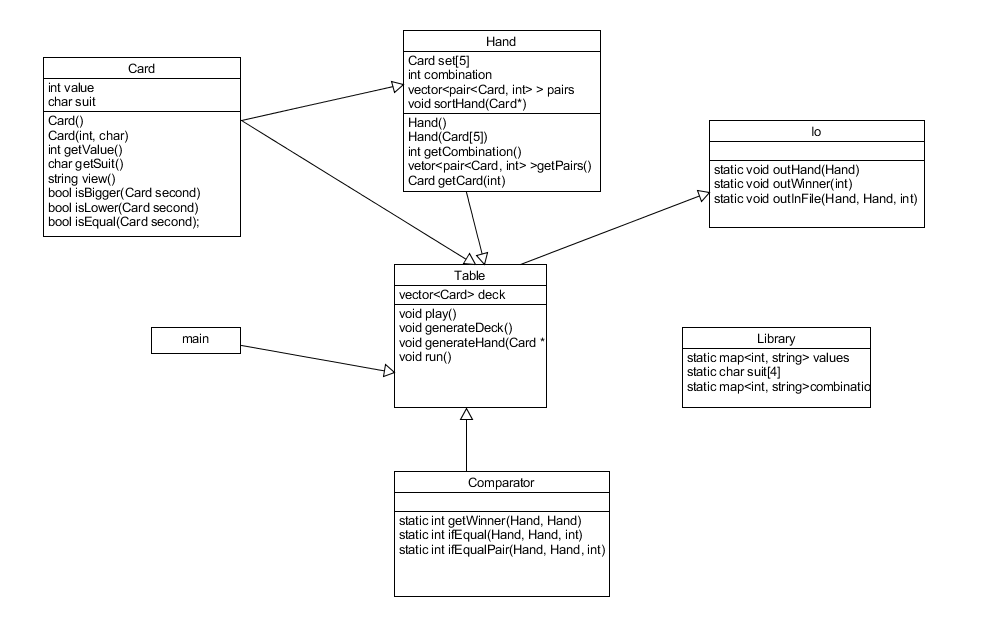 Card
int value
char suit
Card()
Card(int, char)
int getValue()
char getSuit()
string view()
bool isBigger(Card second)
bool isLower(Card second)
bool isEqual(Card second);
Hand
Card set[5]
int combination
vector<pair<Card, int> > pairs
void sortHand(Card*)
Hand()
Hand(Card[5])
int getCombination()
vetor<pair<Card, int> >getPairs()
Card getCard(int)
Io
static void outHand(Hand)
static void outWinner(int)
static void outInFile(Hand, Hand, int)
Table
vector<Card> deck
void play()
void generateDeck()
void generateHand(Card *
void run()
main
Library
static map<int, string> values
static char suit[4]
static map<int, string>combinatio
Comparator
static int getWinner(Hand, Hand)
static int ifEqual(Hand, Hand, int)
static int ifEqualPair(Hand, Hand, int)